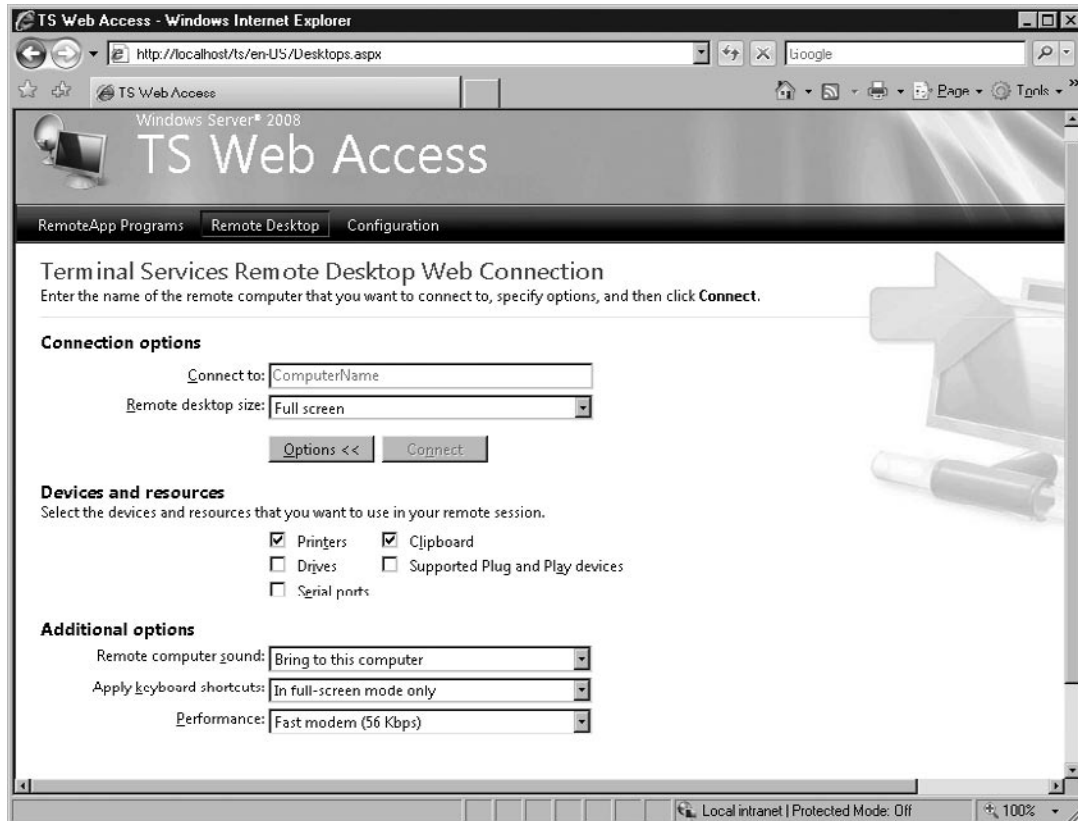 TS Web Access - Windows Internet Explorer
http://localhost/ts/en-US/Desktops.aspx
Google
TS Web Access
Page
Tools
Windows Server® 2008
TS Web Access
RemoteApp Programs Remote Desktop Configuration
Terminal Services Remote Desktop Web Connection
Enter the name of the remote computer that you want to connect to, specify options, and then click Connect.
Connection options
Connect to: ComputerName
Remote desktop size: Full screen
Options << Connect
Devices and resources
Select the devices and resources that you want to use in your remote session.
Printers Clipboard
Drives Supported Plug and Play devices
Serial ports
Additional options
Remote computer sound: Bring to this computer
Apply keyboard shortcuts: In full-screen mode only
Performance: Fast modem (56 Kbps)
Local intranet | Protected Mode: Off 100%